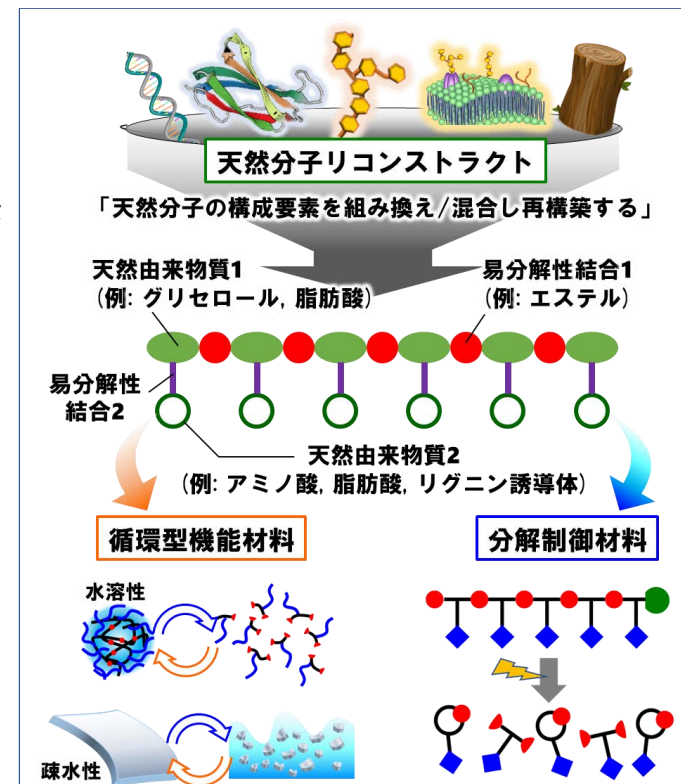 天然分子リコンストラクト
「天然分子の構成要素を組み換え/混合し再構築する」
天然由来物質1
(例: グリセロール, 脂肪酸)
易分解性結合1
(例: エステル)
易分解性
結合2
天然由来物質2
(例: アミノ酸, 脂肪酸, リグニン誘導体)
循環型機能材料
分解制御材料
水溶性
疎水性